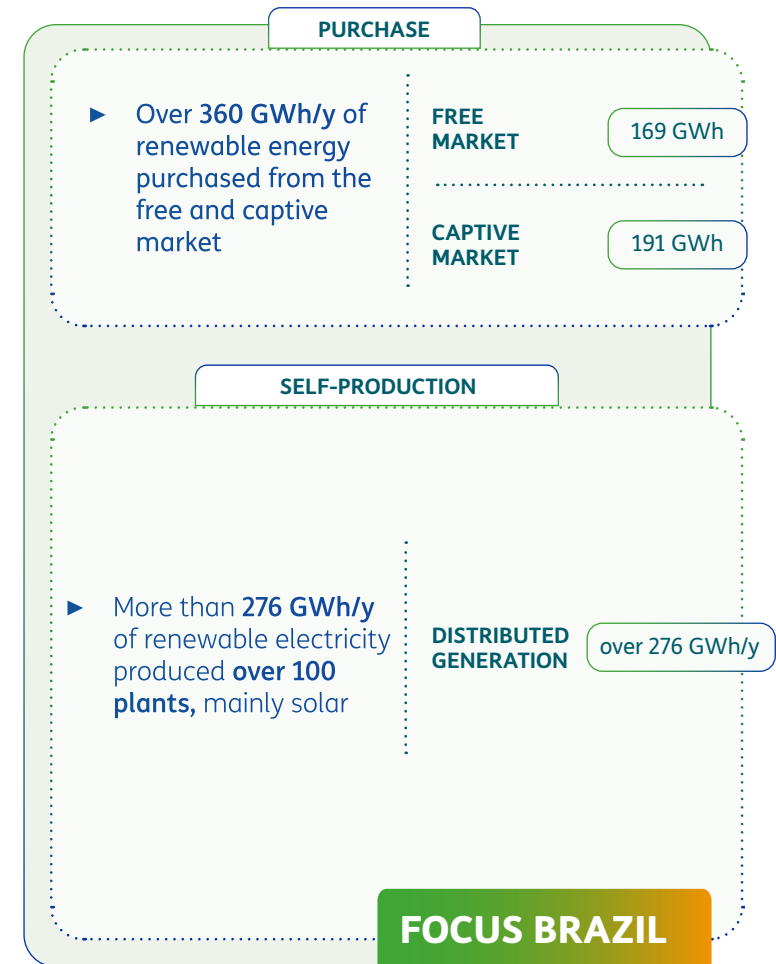 PURCHASE
► Over 360 GWh/y of
renewable energy
purchased from the
free and captive
market
FREE
MARKET
169 GWh
CAPTIVE
MARKET
191 GWh
SELF-PRODUCTION
► More than 276 GWh/y
of renewable electricity
produced over 100
plants, mainly solar
DISTRIBUTED
GENERATION
over 276 GWh/y
FOCUS BRAZIL